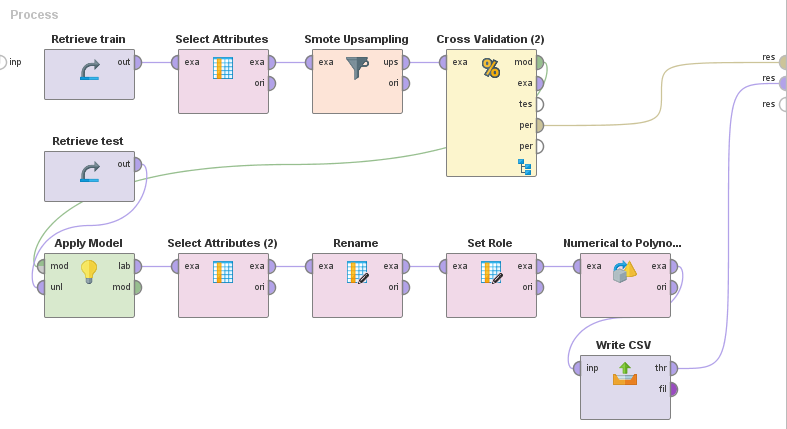 Process
Retrieve train Select Attributes Smote Upsampling Cross Validation (2)
inp out exa exa exa ups exa mod res
ori ori exa res
tes res
per
Retrieve test per
out
Apply Model Select Attributes (2) Rename Set Role Numerical to Polyno...
mod lab exa exa exa exa exa exa exa exa
unl mod ori ori ori ori
Write CSV
inp thr
fil